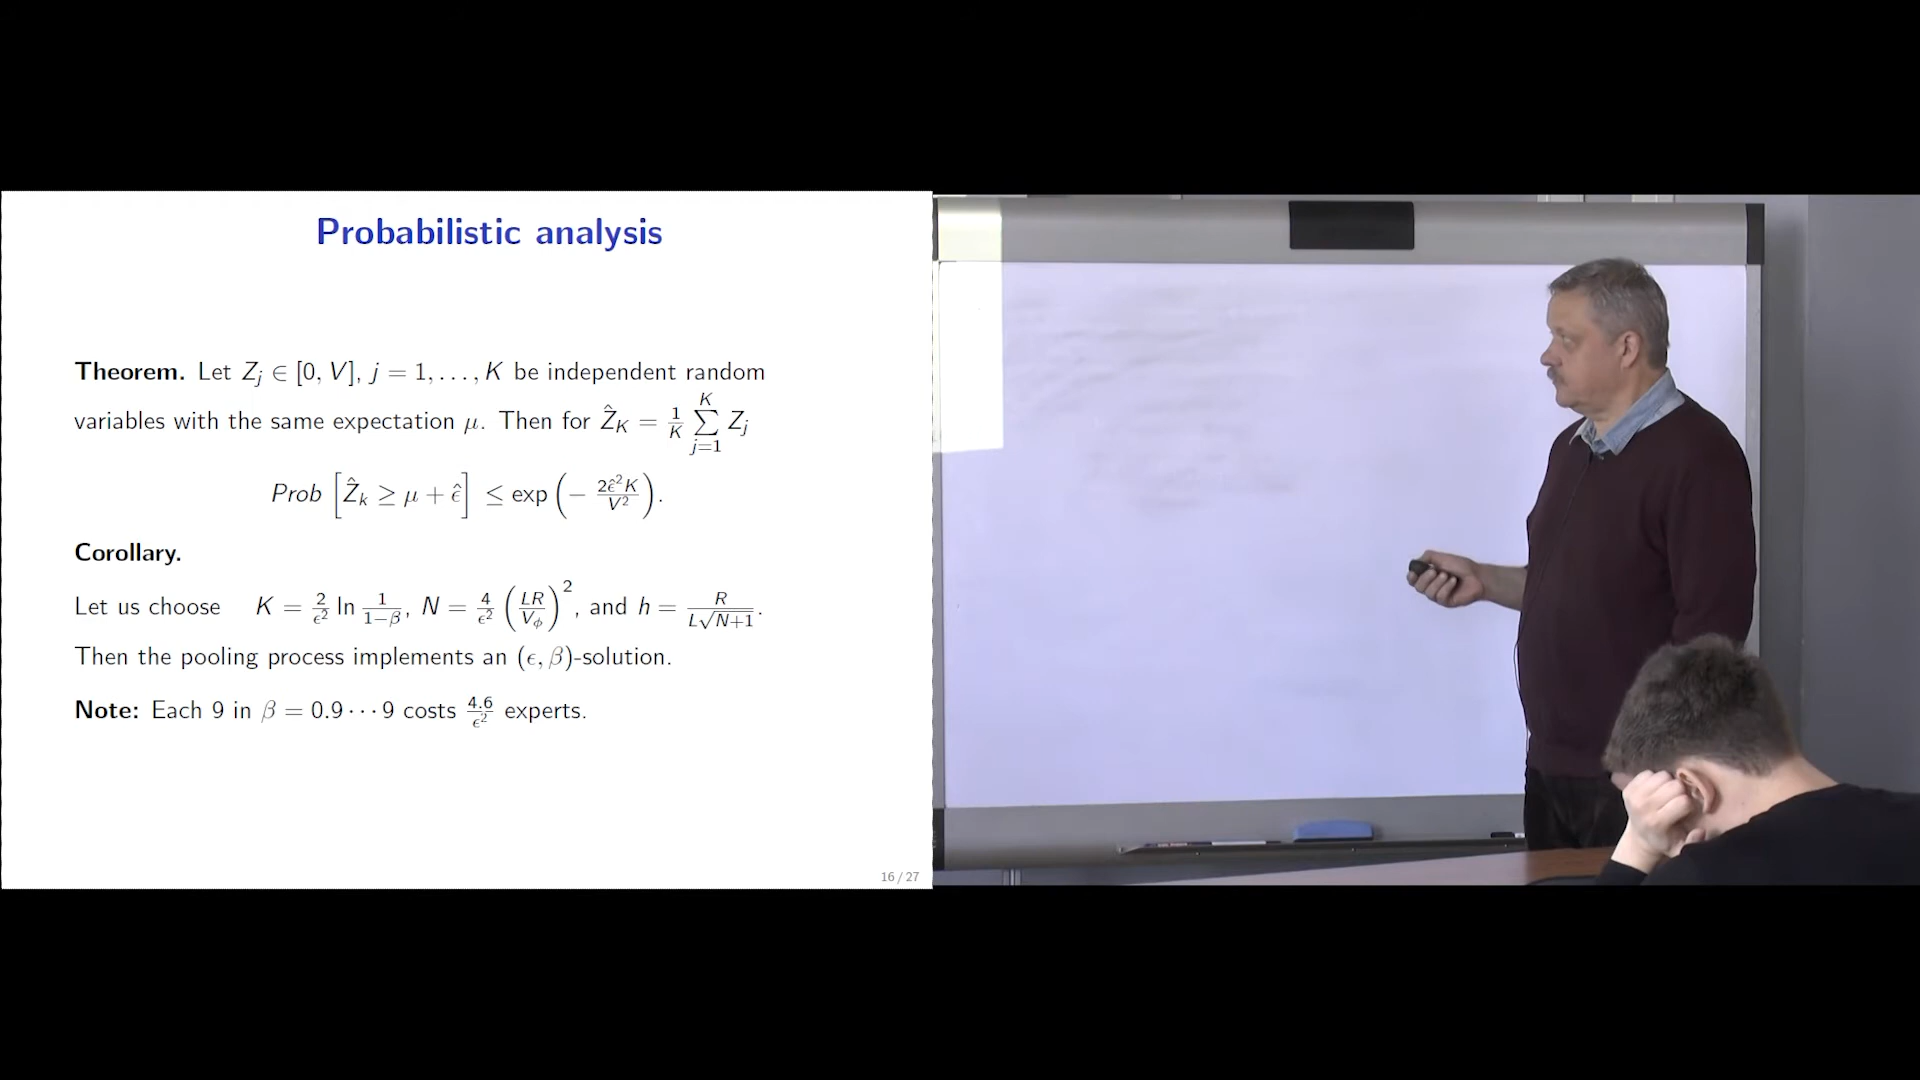 Probabilistic analysis
Theorem. Let Z_j ∈ [0, V], j = 1, . . . , K be independent random
variables with the same expectation μ. Then for Ẑ_K = 1/K ∑_{j=1}^{K} Z_j
Prob [Ẑ_k ≥ μ + ε̂] ≤ exp (− 2ε̂²K/V²).
Corollary.
Let us choose K = 2/ϵ² ln 1/(1−β), N = 4/ϵ² (LR/V_ϕ)², and h = R/(L√(N+1)).
Then the pooling process implements an (ϵ, β)-solution.
Note: Each 9 in β = 0.9 · · · 9 costs 4.6/ϵ² experts.
16 / 27